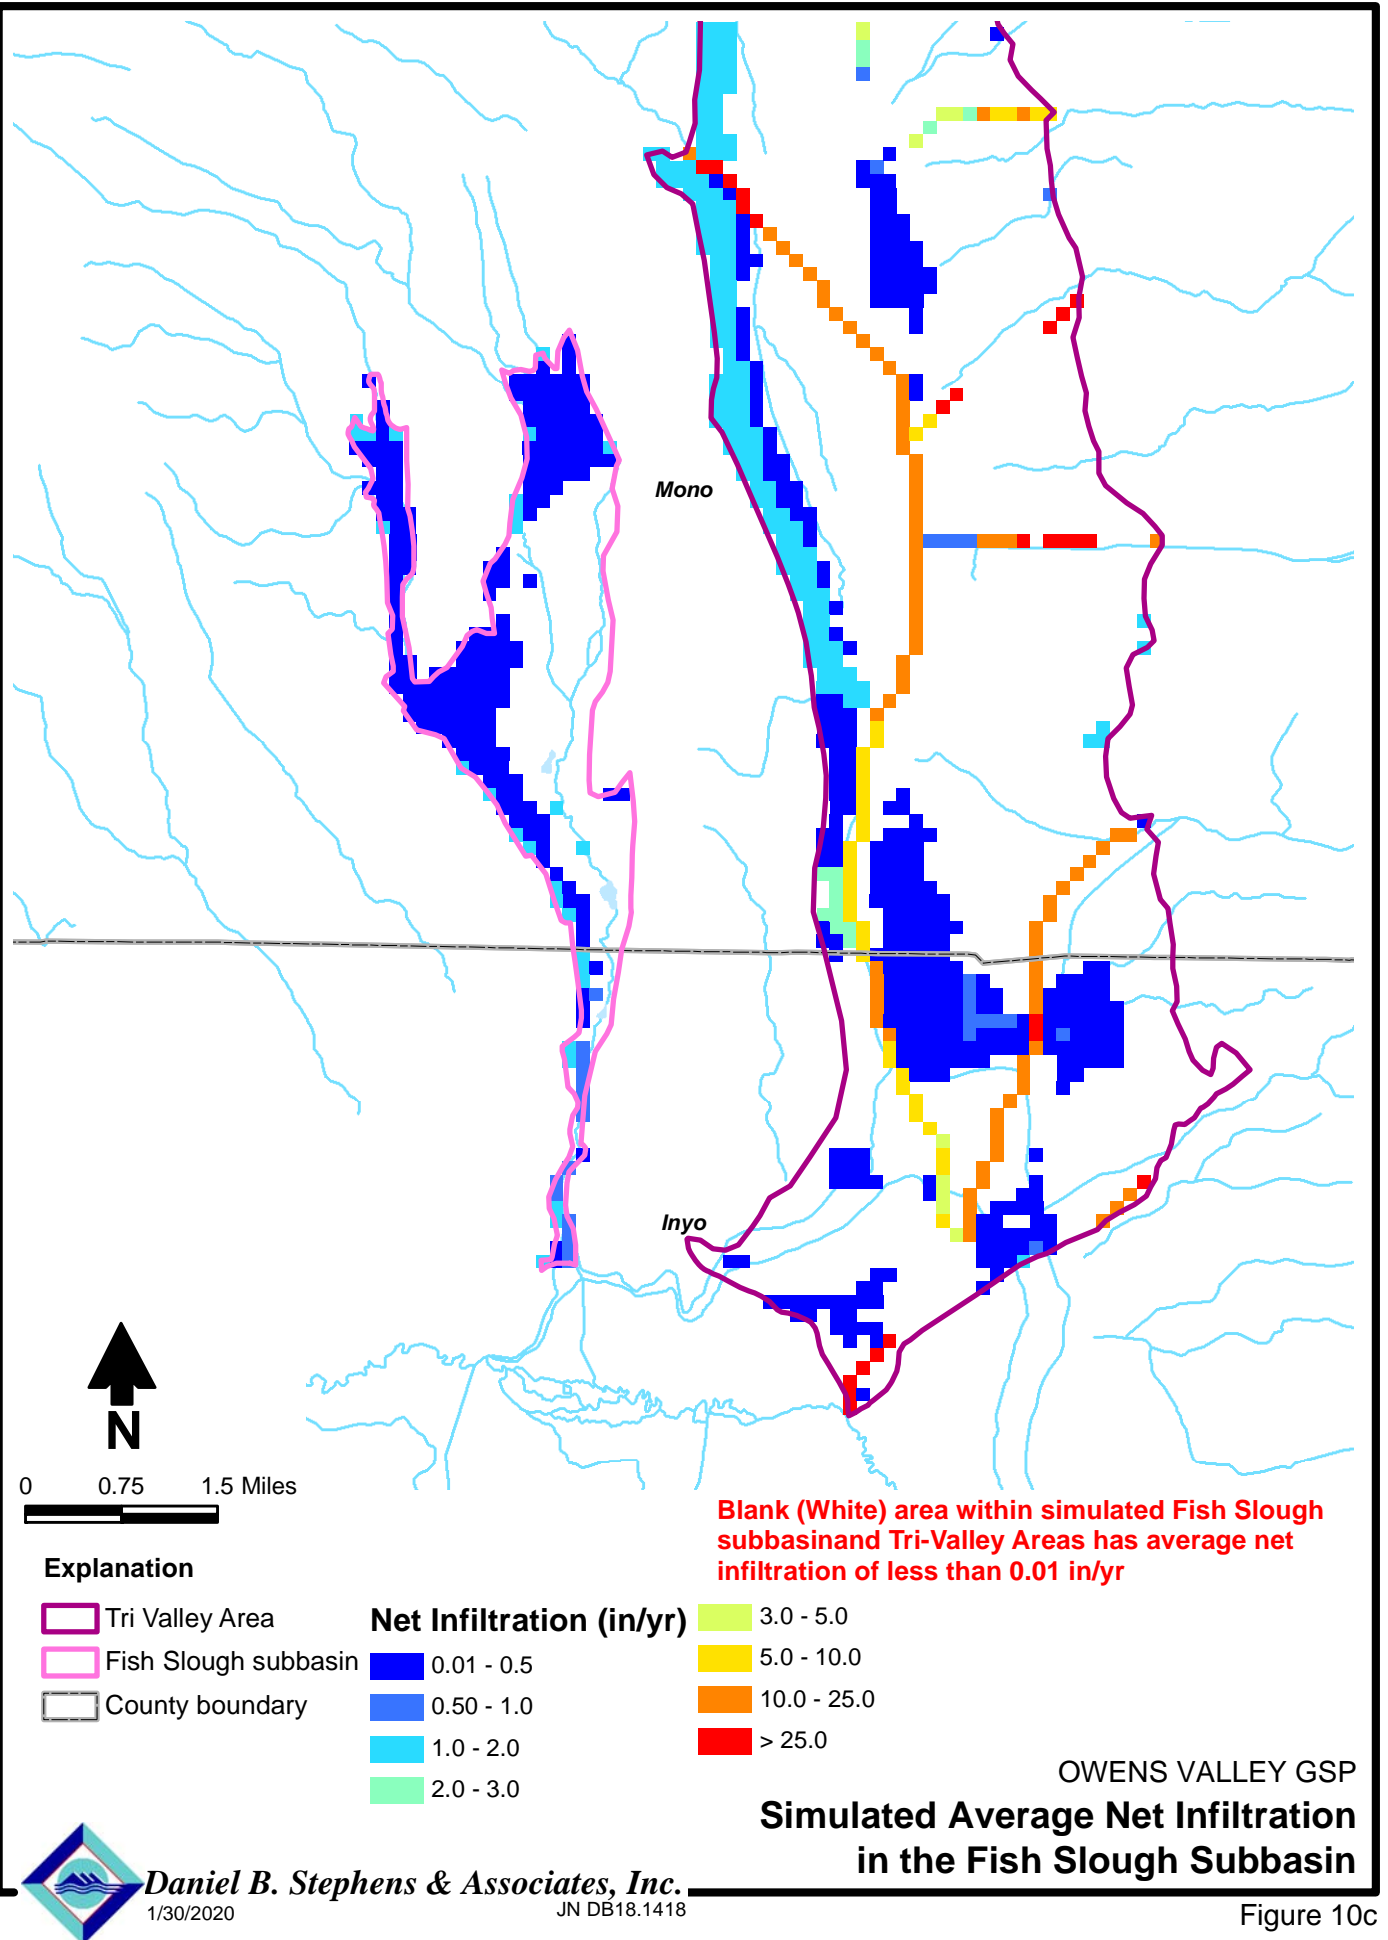 Mono
Inyo
N
0 0.75 1.5 Miles
Blank (White) area within simulated Fish Slough
subbasinand Tri-Valley Areas has average net
infiltration of less than 0.01 in/yr
Explanation
Tri Valley Area
Fish Slough subbasin
County boundary
Net Infiltration (in/yr)
0.01 - 0.5
0.50 - 1.0
1.0 - 2.0
2.0 - 3.0
3.0 - 5.0
5.0 - 10.0
10.0 - 25.0
> 25.0
OWENS VALLEY GSP
Simulated Average Net Infiltration
in the Fish Slough Subbasin
Daniel B. Stephens & Associates, Inc.
1/30/2020
JN DB18.1418
Figure 10c